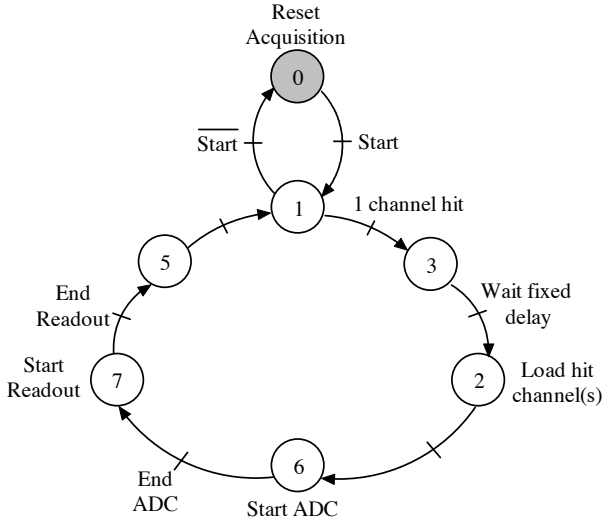 Reset
Acquisition
0
Start
Start
1
1 channel hit
5
3
End
Readout
Wait fixed
delay
Start
Readout
7
2
Load hit
channel(s)
6
End
ADC
Start ADC